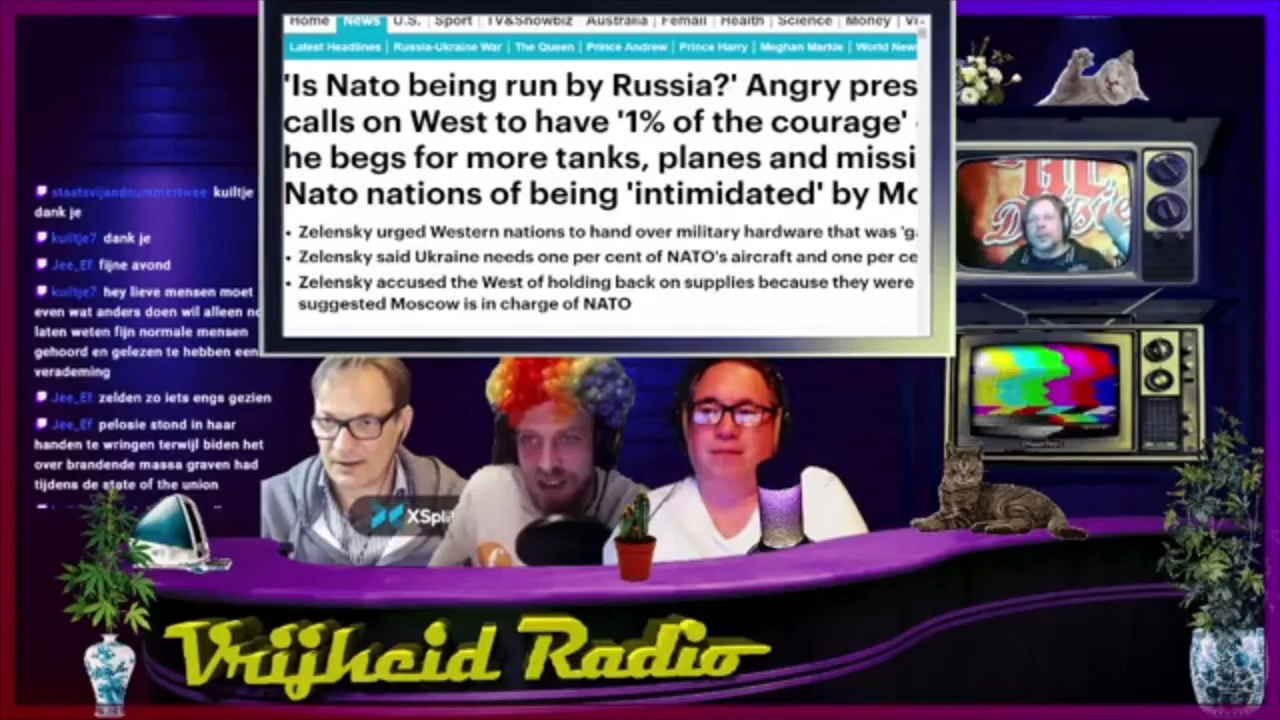 Home | News | U.S. | Sport | TV&Showbiz | Australia | Femail | Health | Science | Money |
Latest Headlines | Russia-Ukraine War | The Queen | Prince Andrew | Prince Harry | Meghan Markle | World News
'Is Nato being run by Russia?' Angry pres
calls on West to have '1% of the courage'
he begs for more tanks, planes and missi
Nato nations of being 'intimidated' by Mo
• Zelensky urged Western nations to hand over military hardware that was 'g
• Zelensky said Ukraine needs one per cent of NATO's aircraft and one per ce
• Zelensky accused the West of holding back on supplies because they were
suggested Moscow is in charge of NATO
staatsvijandnummertwee kuiltje
dank je
kuiltje7 dank je
Jee_Ef fijne avond
kuiltje7 hey lieve mensen moet
even wat anders doen wil alleen no
laten weten fijn normale mensen
gehoord en gelezen te hebben een
verademing
Jee_Ef zelden zo iets engs gezien
Jee_Ef pelosie stond in haar
handen te wringen terwijl biden het
over brandende massa graven had
tijdens de state of the union
XSplit
Vrijheid Radio